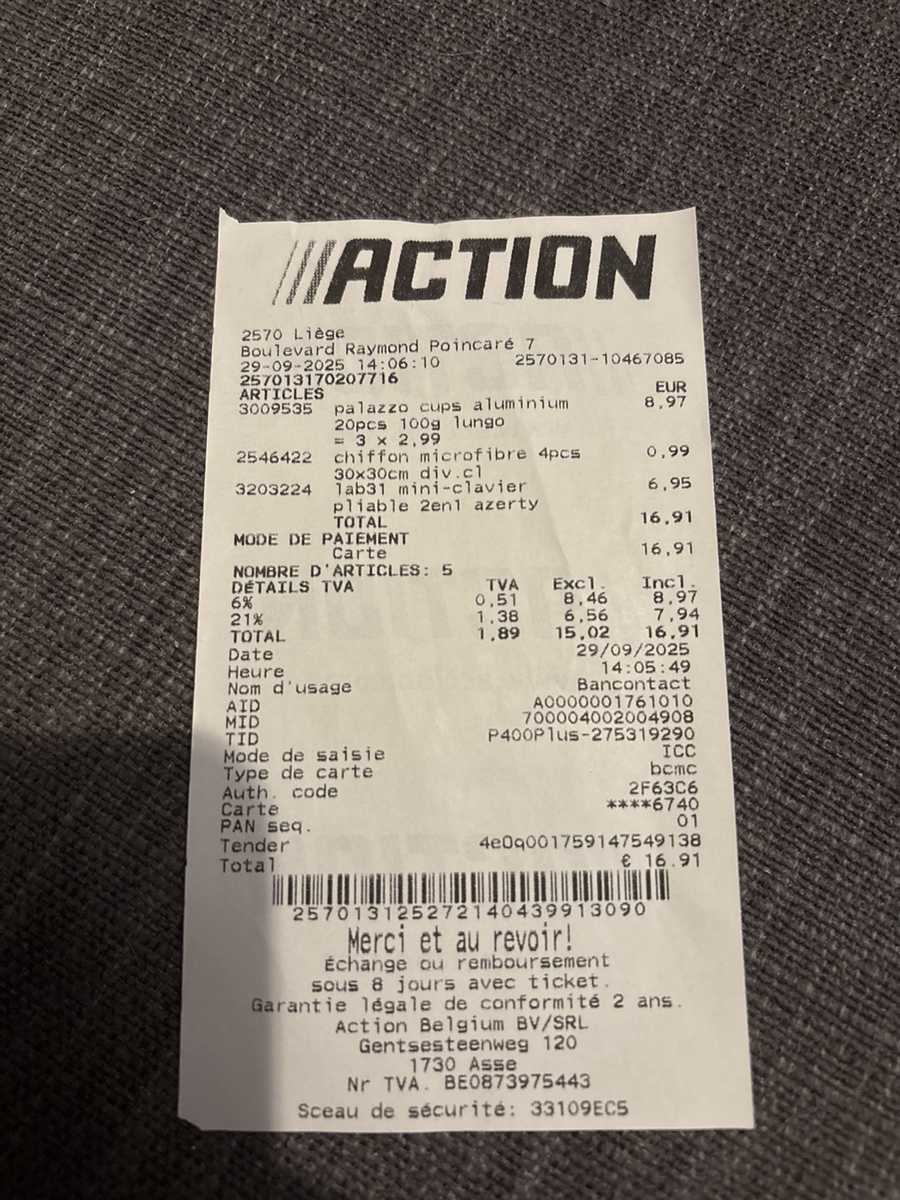 ///ACTION
2570 Liège
Boulevard Raymond Poincaré 7
29-09-2025 14:06:10 2570131-10467085
257013170207716
ARTICLES EUR
3009535 palazzo cups aluminium 8,97
20pcs 100g lungo
= 3 x 2,99
2546422 chiffon microfibre 4pcs 0,99
30x30cm div.cl
3203224 lab31 mini-clavier 6,95
pliable 2en1 azerty
TOTAL 16,91
MODE DE PAIEMENT
Carte 16,91
NOMBRE D'ARTICLES: 5
DÉTAILS TVA TVA Excl. Incl.
6% 0,51 8,46 8,97
21% 1,38 6,56 7,94
TOTAL 1,89 15,02 16,91
Date 29/09/2025
Heure 14:05:49
Nom d'usage Bancontact
AID A0000001761010
MID 700004002004908
TID P400Plus-275319290
Mode de saisie ICC
Type de carte bcmc
Auth. code 2F63C6
Carte ****6740
PAN seq. 01
Tender 4e0q001759147549138
Total € 16.91
257013125272140439913090
Merci et au revoir!
Échange ou remboursement
sous 8 jours avec ticket.
Garantie légale de conformité 2 ans.
Action Belgium BV/SRL
Gentsesteenweg 120
1730 Asse
Nr TVA. BE0873975443
Sceau de sécurité: 33109EC5